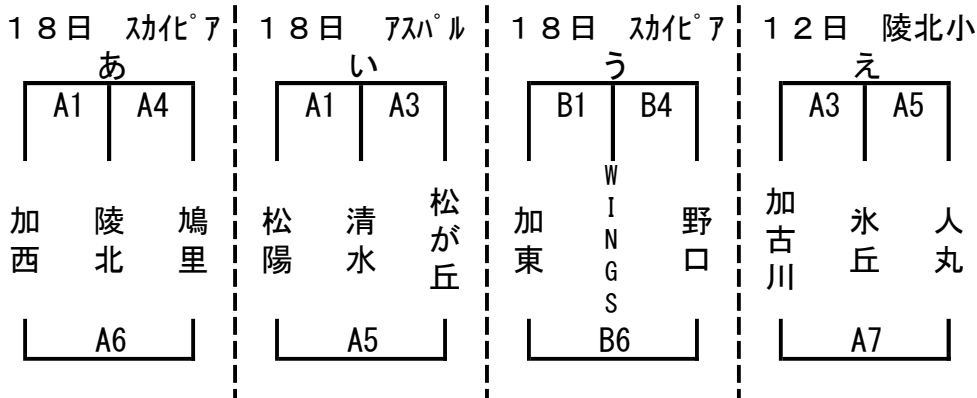 18日 ｽｶｲﾋﾟｱ
あ
A1 A4
加西 陵北 鳩里
A6
18日 ｱｽﾊﾟﾙ
い
A1 A3
松陽 清水 松が丘
A5
18日 ｽｶｲﾋﾟｱ
う
B1 B4
加東 WINGS 野口
B6
12日 陵北小
え
A3 A5
加古川 氷丘 人丸
A7